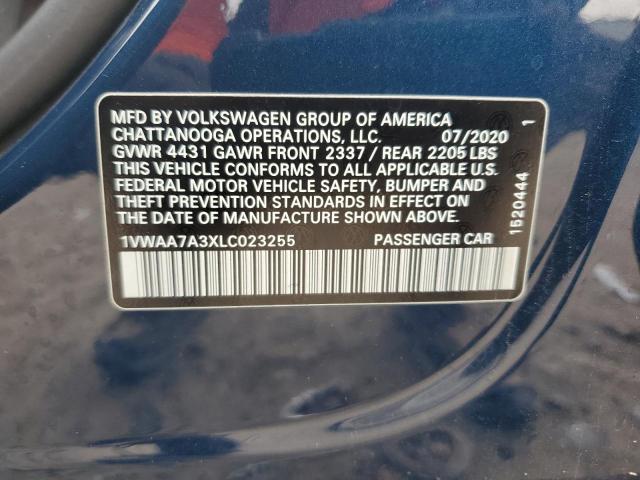 MFD BY VOLKSWAGEN GROUP OF AMERICA
CHATTANOOGA OPERATIONS, LLC. 07/2020
GVWR 4431 GAWR FRONT 2337 / REAR 2205 LBS
THIS VEHICLE CONFORMS TO ALL APPLICABLE U.S.
FEDERAL MOTOR VEHICLE SAFETY, BUMPER AND
THEFT PREVENTION STANDARDS IN EFFECT ON
THE DATE OF MANUFACTURE SHOWN ABOVE.
1VWAA7A3XLC023255 PASSENGER CAR
1520444 1